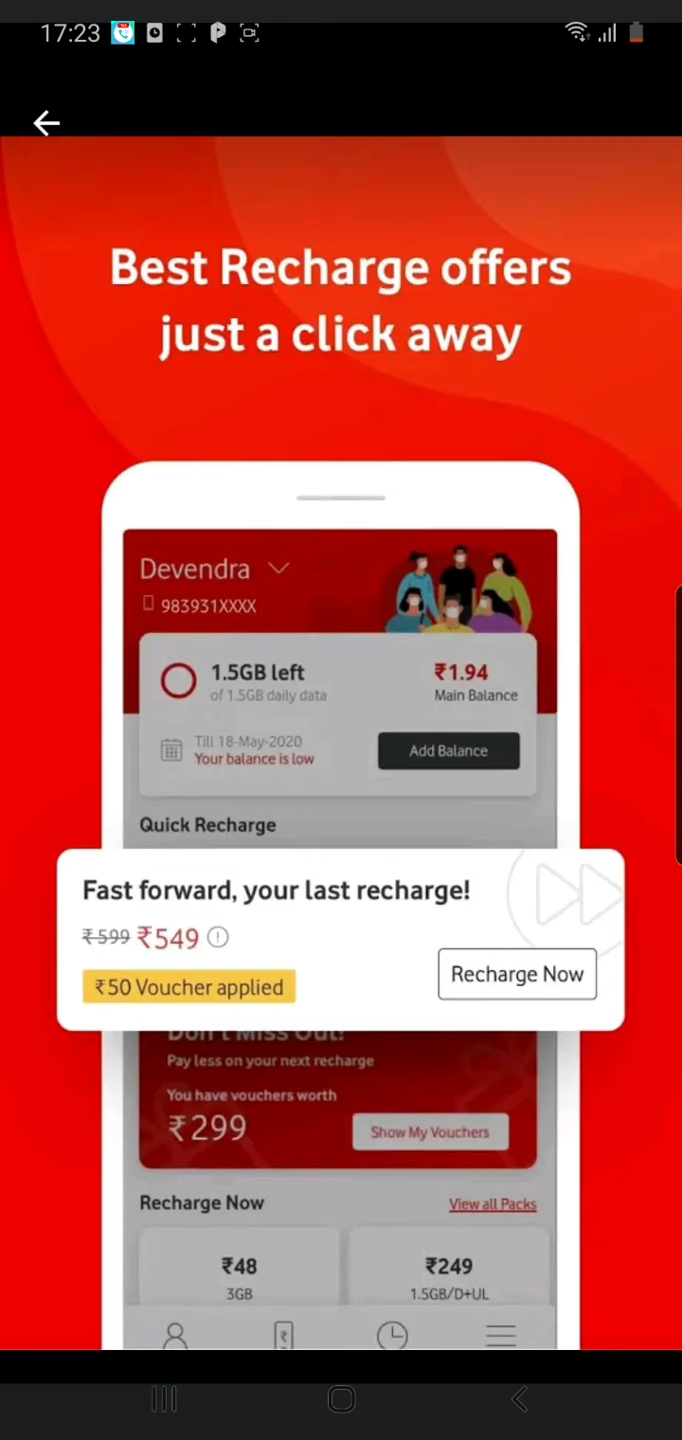 17:23
Best Recharge offers
just a click away
Devendra
983931XXXX
1.5GB left
of 1.5GB daily data
₹1.94
Main Balance
Till 18-May-2020
Your balance is low
Add Balance
Quick Recharge
Fast forward, your last recharge!
₹599 ₹549
₹50 Voucher applied
Recharge Now
Don't Miss Out!
Pay less on your next recharge
You have vouchers worth
₹299
Show My Vouchers
Recharge Now
View all Packs
₹48
3GB
₹249
1.5GB/D+UL